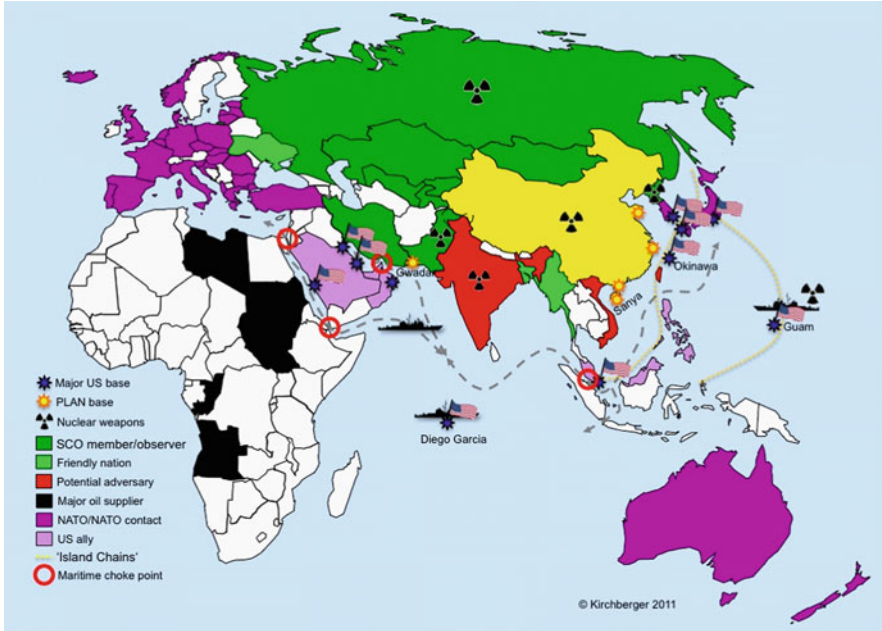 Gwadar
Okinawa
Sanya
Guam
Diego Garcia
Major US base
PLAN base
Nuclear weapons
SCO member/observer
Friendly nation
Potential adversary
Major oil supplier
NATO/NATO contact
US ally
'Island Chains'
Maritime choke point
© Kirchberger 2011